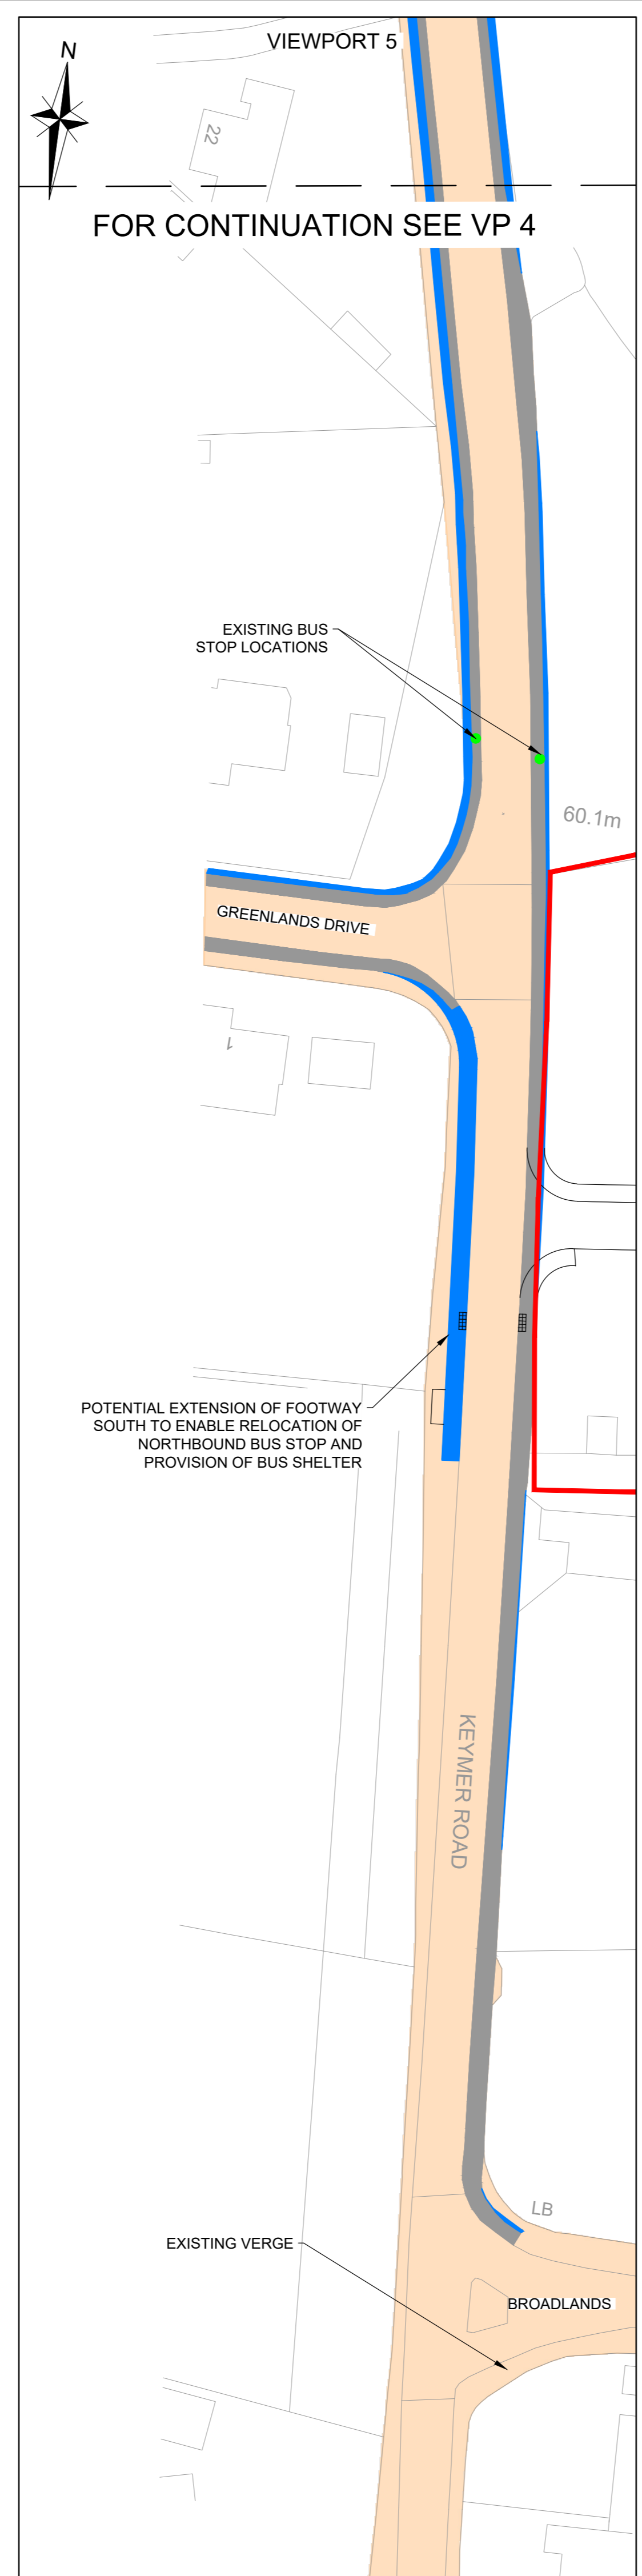 VIEWPORT 5
N
22
FOR CONTINUATION SEE VP 4
EXISTING BUS
STOP LOCATIONS
60.1m
GREENLANDS DRIVE
1
POTENTIAL EXTENSION OF FOOTWAY
SOUTH TO ENABLE RELOCATION OF
NORTHBOUND BUS STOP AND
PROVISION OF BUS SHELTER
KEYMER ROAD
LB
EXISTING VERGE
BROADLANDS